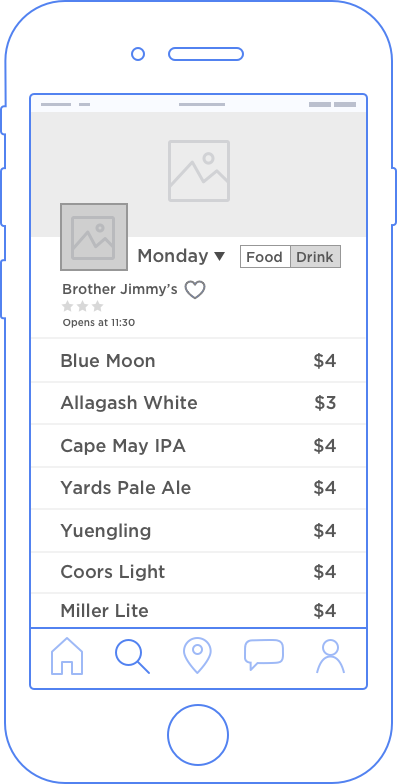 Monday ▼ Food Drink
Brother Jimmy's
Opens at 11:30
Blue Moon $4
Allagash White $3
Cape May IPA $4
Yards Pale Ale $4
Yuengling $4
Coors Light $4
Miller Lite $4